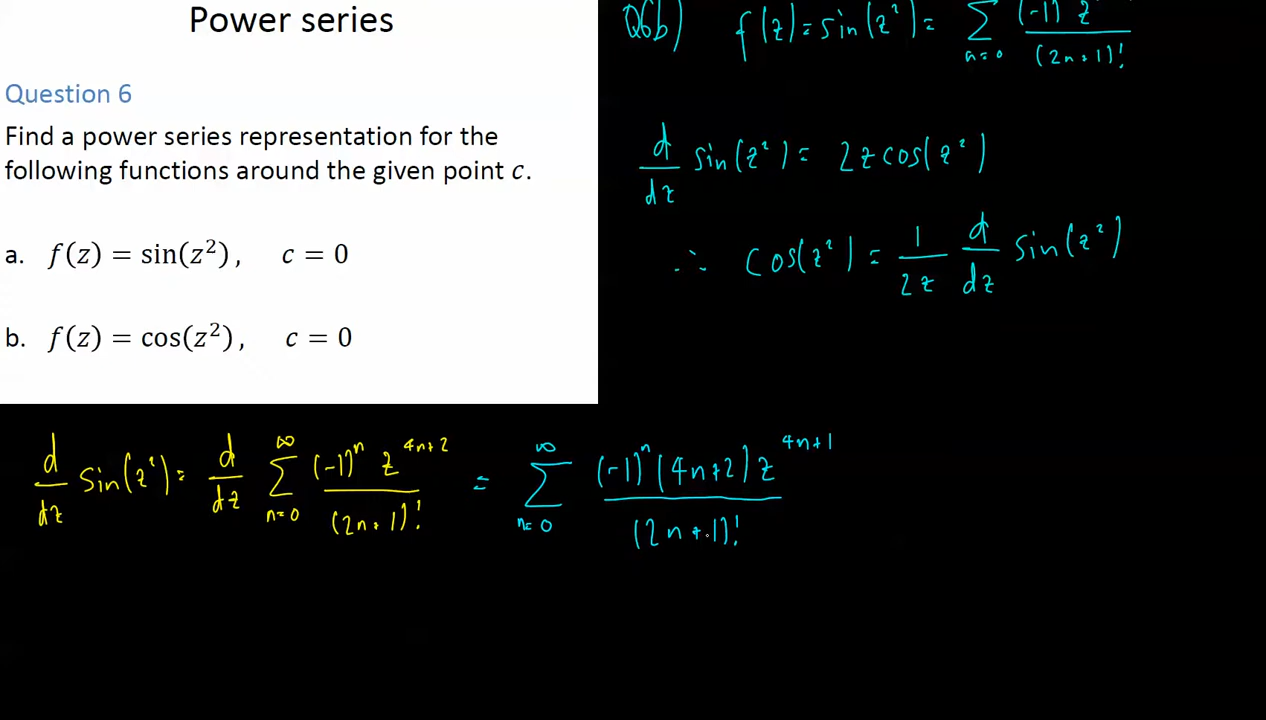 Power series
Question 6
Find a power series representation for the
following functions around the given point c.
a. f(z) = sin(z²), c = 0
b. f(z) = cos(z²), c = 0
Q6b) f(z) = sin(z²) = ∑ n=0 (-1) z / (2n+1)!
d/dz sin(z²) = 2z cos(z²)
∴ cos(z²) = 1/2z d/dz sin(z²)
d/dz sin(z²) = d/dz ∑ n=0 ∞ (-1)^n z^4n+2 / (2n+1)! = ∑ n=0 ∞ (-1)^n (4n+2) z^4n+1 / (2n+1)!